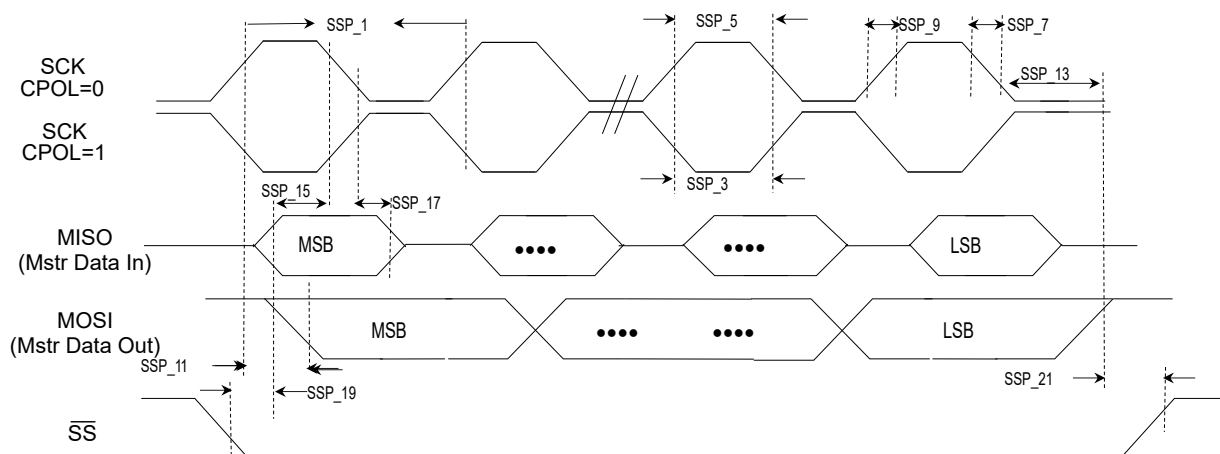 SSP_1
SSP_5
SSP_9
SSP_7
SCK
CPOL=0
SSP_13
SCK
CPOL=1
SSP_15
SSP_3
SSP_17
MISO
(Mstr Data In)
MSB
●●●●
●●●●
LSB
MOSI
(Mstr Data Out)
MSB
●●●●
●●●●
LSB
SSP_11
SSP_19
SSP_21
S̅S̅